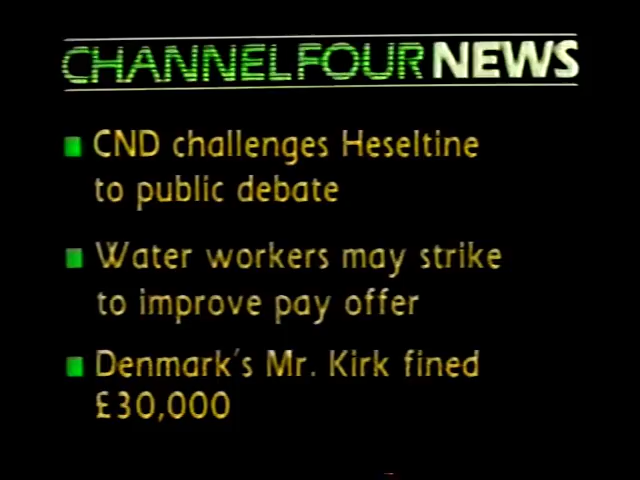 CHANNEL FOUR NEWS
CND challenges Heseltine
to public debate
Water workers may strike
to improve pay offer
Denmark's Mr. Kirk fined
£30,000